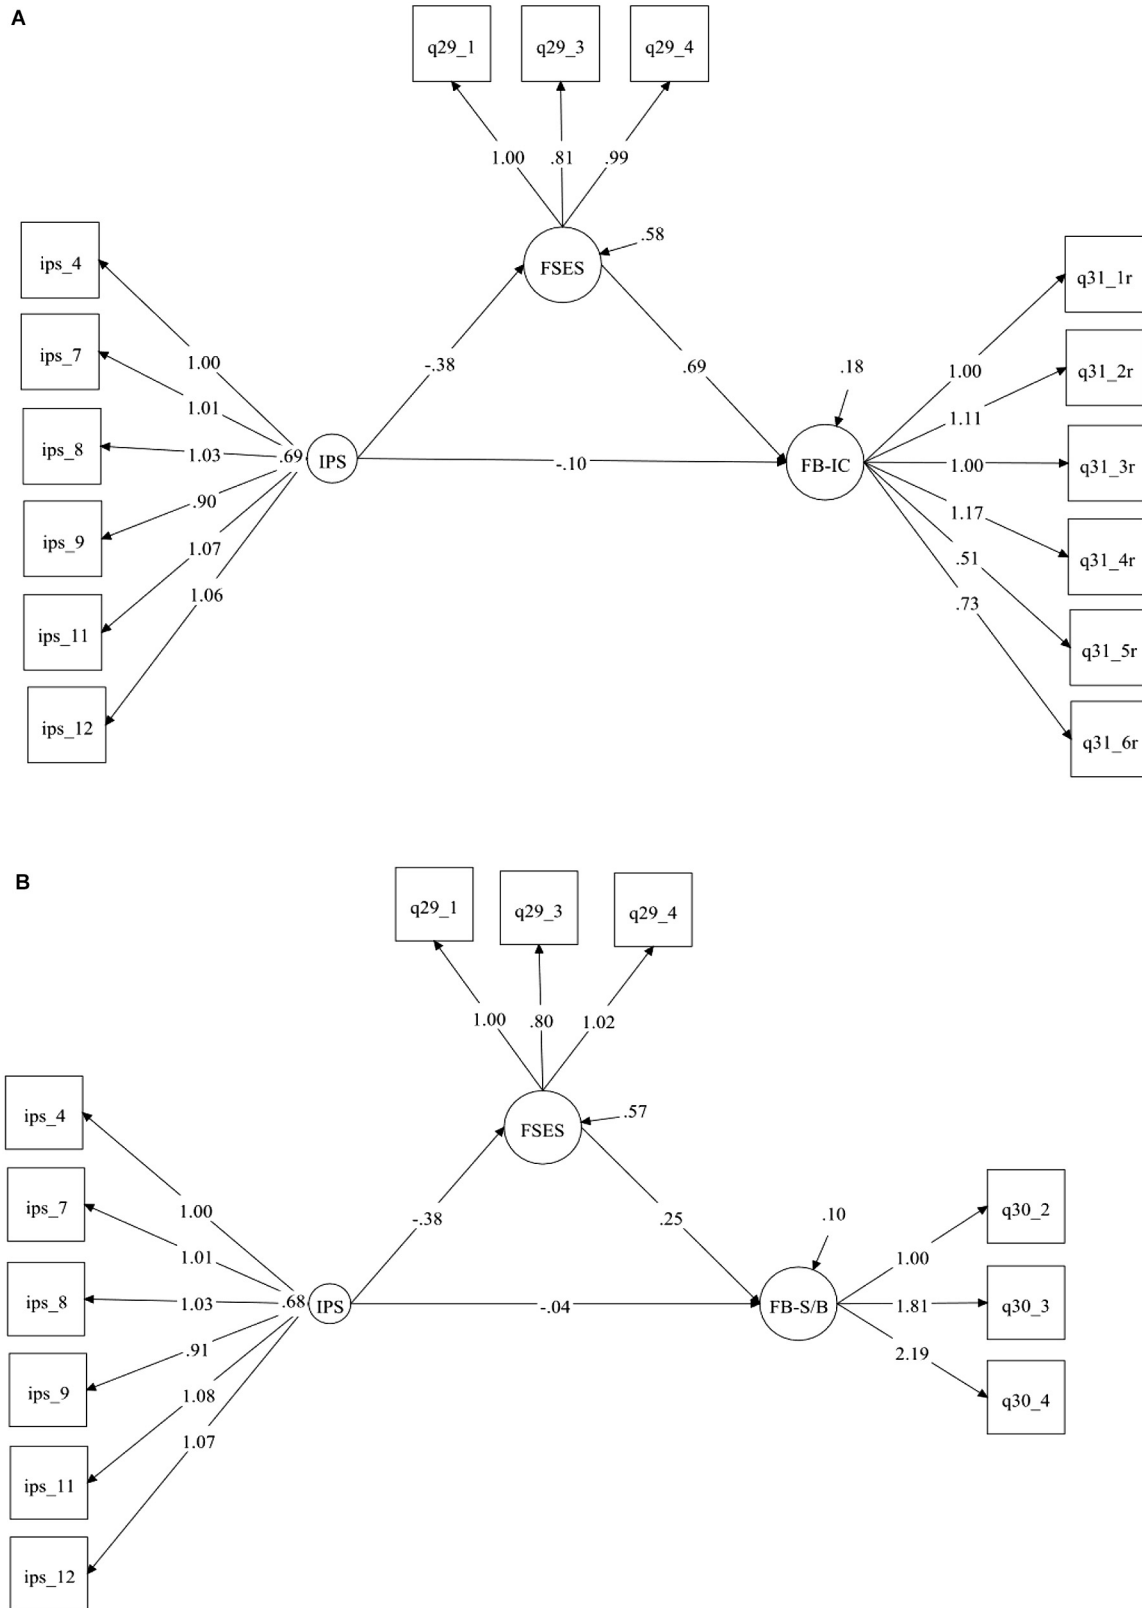 A
q29_1 q29_3 q29_4
1.00 .81 .99
.58
FSES
ips_4
ips_7
ips_8
ips_9
ips_11
ips_12
1.00
1.01
1.03
.90
1.07
1.06
.69 IPS
-.38
.69
-.10
.18
FB-IC
1.00
1.11
1.00
1.17
.51
.73
q31_1r
q31_2r
q31_3r
q31_4r
q31_5r
q31_6r
B
q29_1 q29_3 q29_4
1.00 .80 1.02
.57
FSES
ips_4
ips_7
ips_8
ips_9
ips_11
ips_12
1.00
1.01
1.03
.91
1.08
1.07
.68 IPS
-.38
.25
-.04
.10
FB-S/B
1.00
1.81
2.19
q30_2
q30_3
q30_4